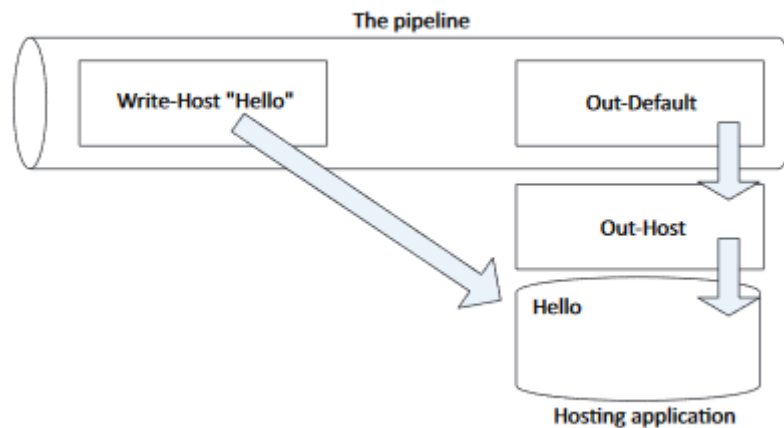 The pipeline
Write-Host "Hello"
Out-Default
Out-Host
Hello
Hosting application